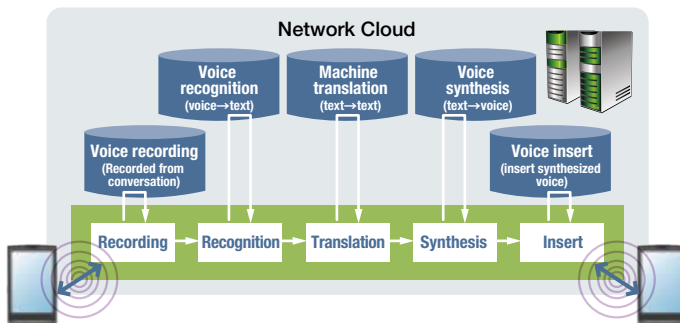 Network Cloud
Voice
recognition
(voice→text)
Machine
translation
(text→text)
Voice
synthesis
(text→voice)
Voice recording
(Recorded from
conversation)
Voice insert
(insert synthesized
voice)
Recording
Recognition
Translation
Synthesis
Insert